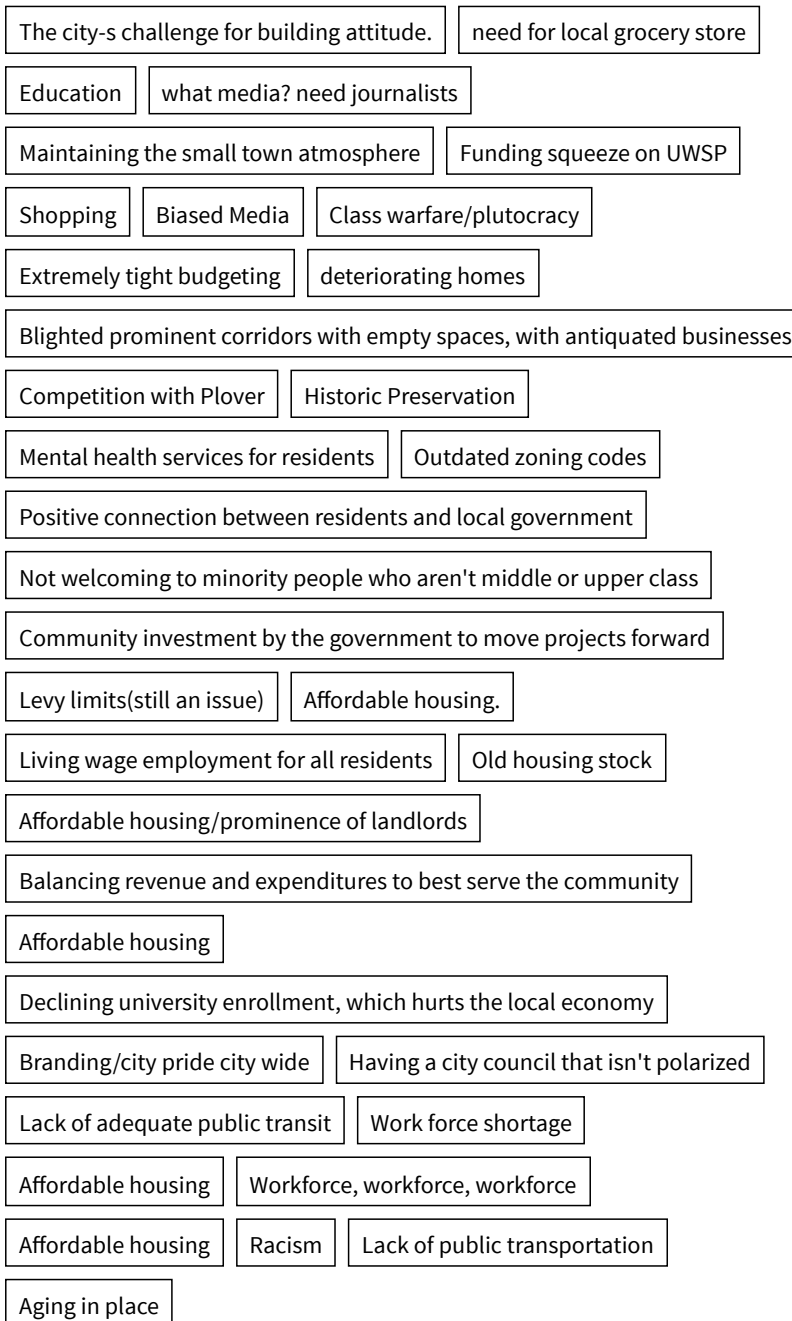 The city-s challenge for building attitude. need for local grocery store
Education what media? need journalists
Maintaining the small town atmosphere Funding squeeze on UWSP
Shopping Biased Media Class warfare/plutocracy
Extremely tight budgeting deteriorating homes
Blighted prominent corridors with empty spaces, with antiquated businesses
Competition with Plover Historic Preservation
Mental health services for residents Outdated zoning codes
Positive connection between residents and local government
Not welcoming to minority people who aren't middle or upper class
Community investment by the government to move projects forward
Levy limits(still an issue) Affordable housing.
Living wage employment for all residents Old housing stock
Affordable housing/prominence of landlords
Balancing revenue and expenditures to best serve the community
Affordable housing
Declining university enrollment, which hurts the local economy
Branding/city pride city wide Having a city council that isn't polarized
Lack of adequate public transit Work force shortage
Affordable housing Workforce, workforce, workforce
Affordable housing Racism Lack of public transportation
Aging in place